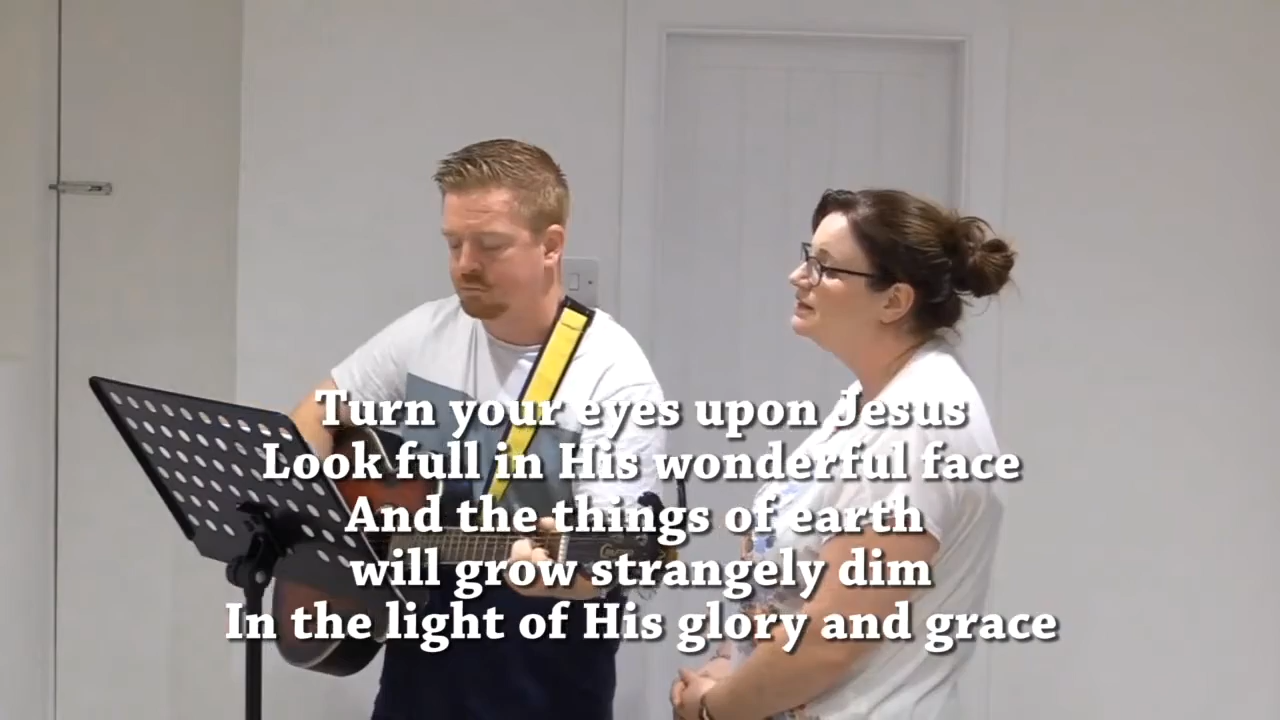 Turn your eyes upon Jesus
Look full in His wonderful face
And the things of earth
will grow strangely dim
In the light of His glory and grace